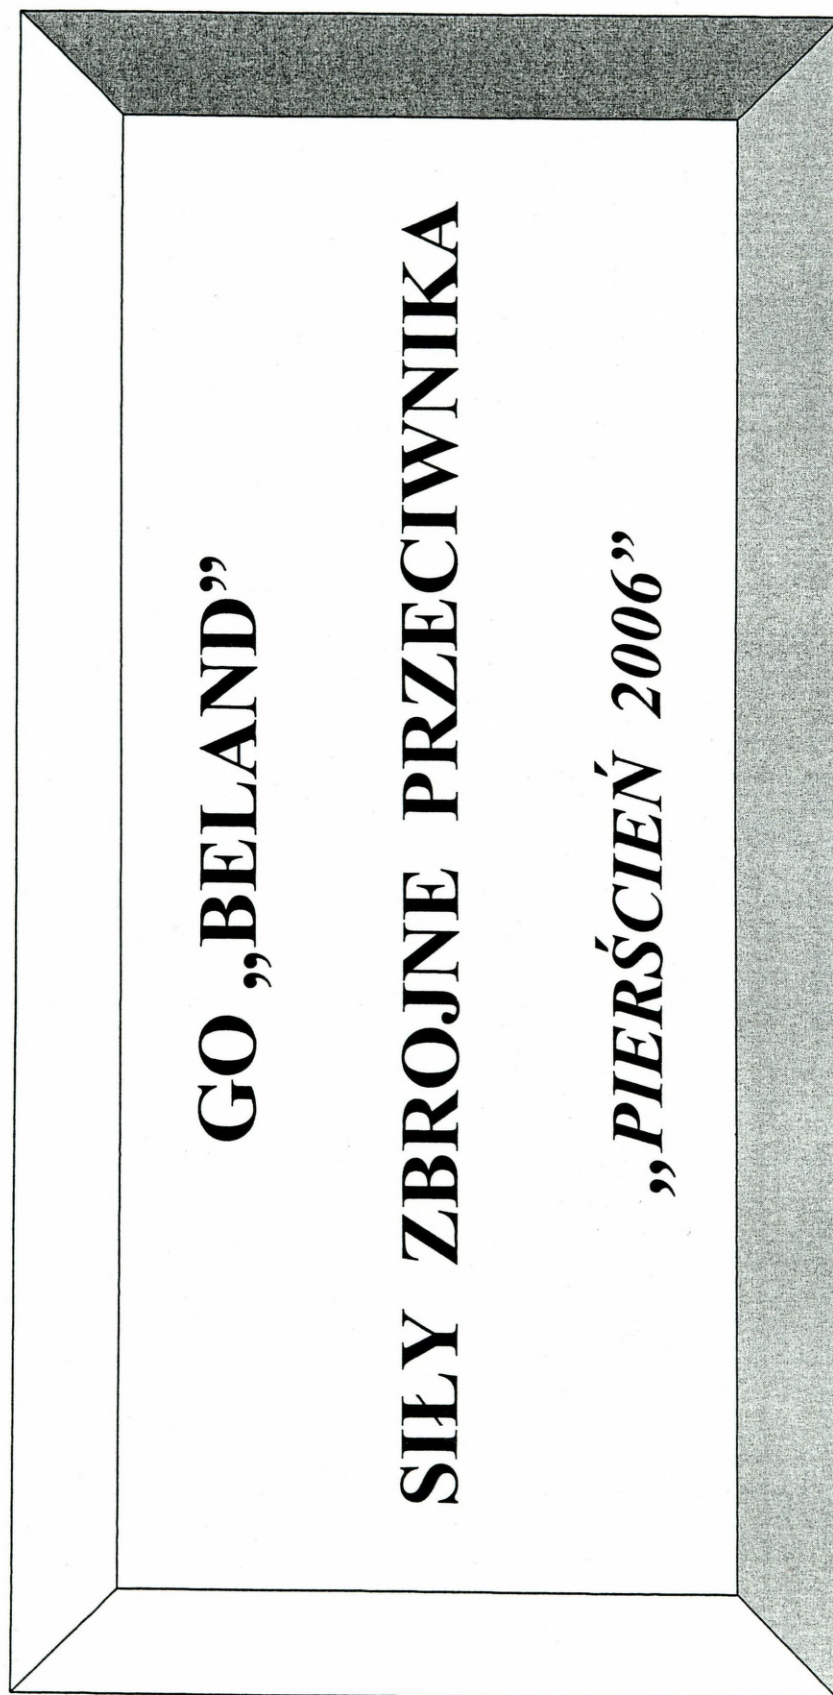 GO „BELAND”
SIŁY ZBROJNE PRZECIWNIKA
„PIERŚCIEŃ 2006”